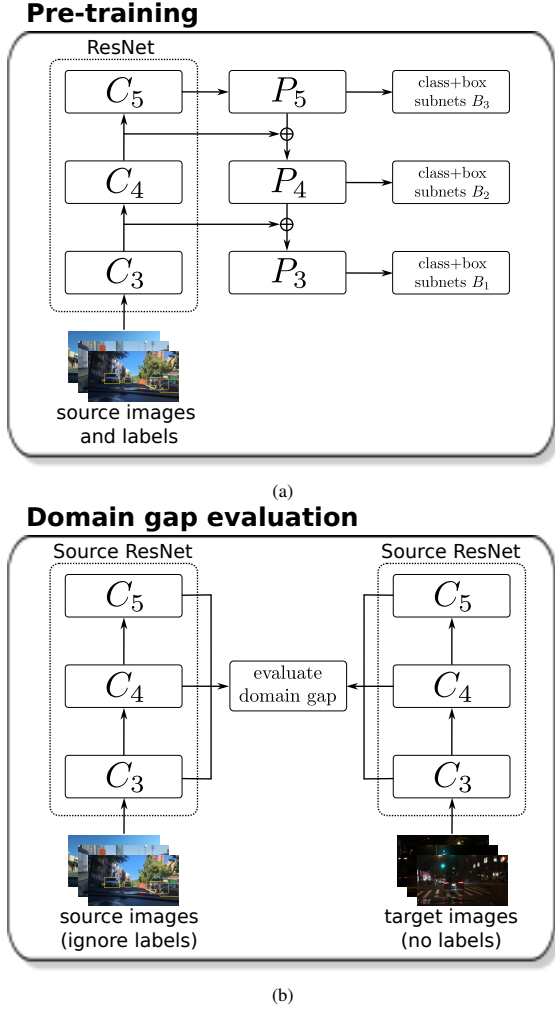 Pre-training
ResNet
C5
P5
class+box
subnets B3
C4
P4
class+box
subnets B2
C3
P3
class+box
subnets B1
source images
and labels
(a)
Domain gap evaluation
Source ResNet
Source ResNet
C5
C5
C4
evaluate
domain gap
C4
C3
C3
source images
(ignore labels)
target images
(no labels)
(b)